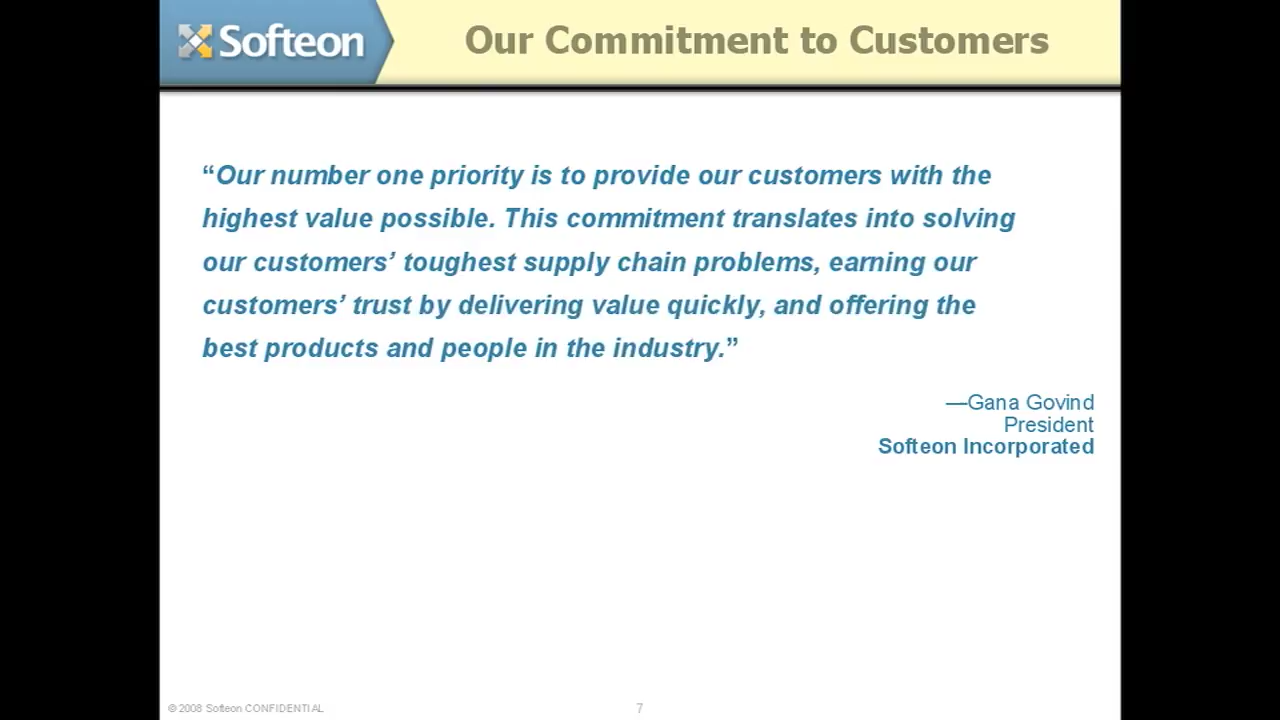 Softeon
Our Commitment to Customers
“Our number one priority is to provide our customers with the
highest value possible. This commitment translates into solving
our customers’ toughest supply chain problems, earning our
customers’ trust by delivering value quickly, and offering the
best products and people in the industry.”
—Gana Govind
President
Softeon Incorporated
© 2008 Softeon CONFIDENTIAL
7